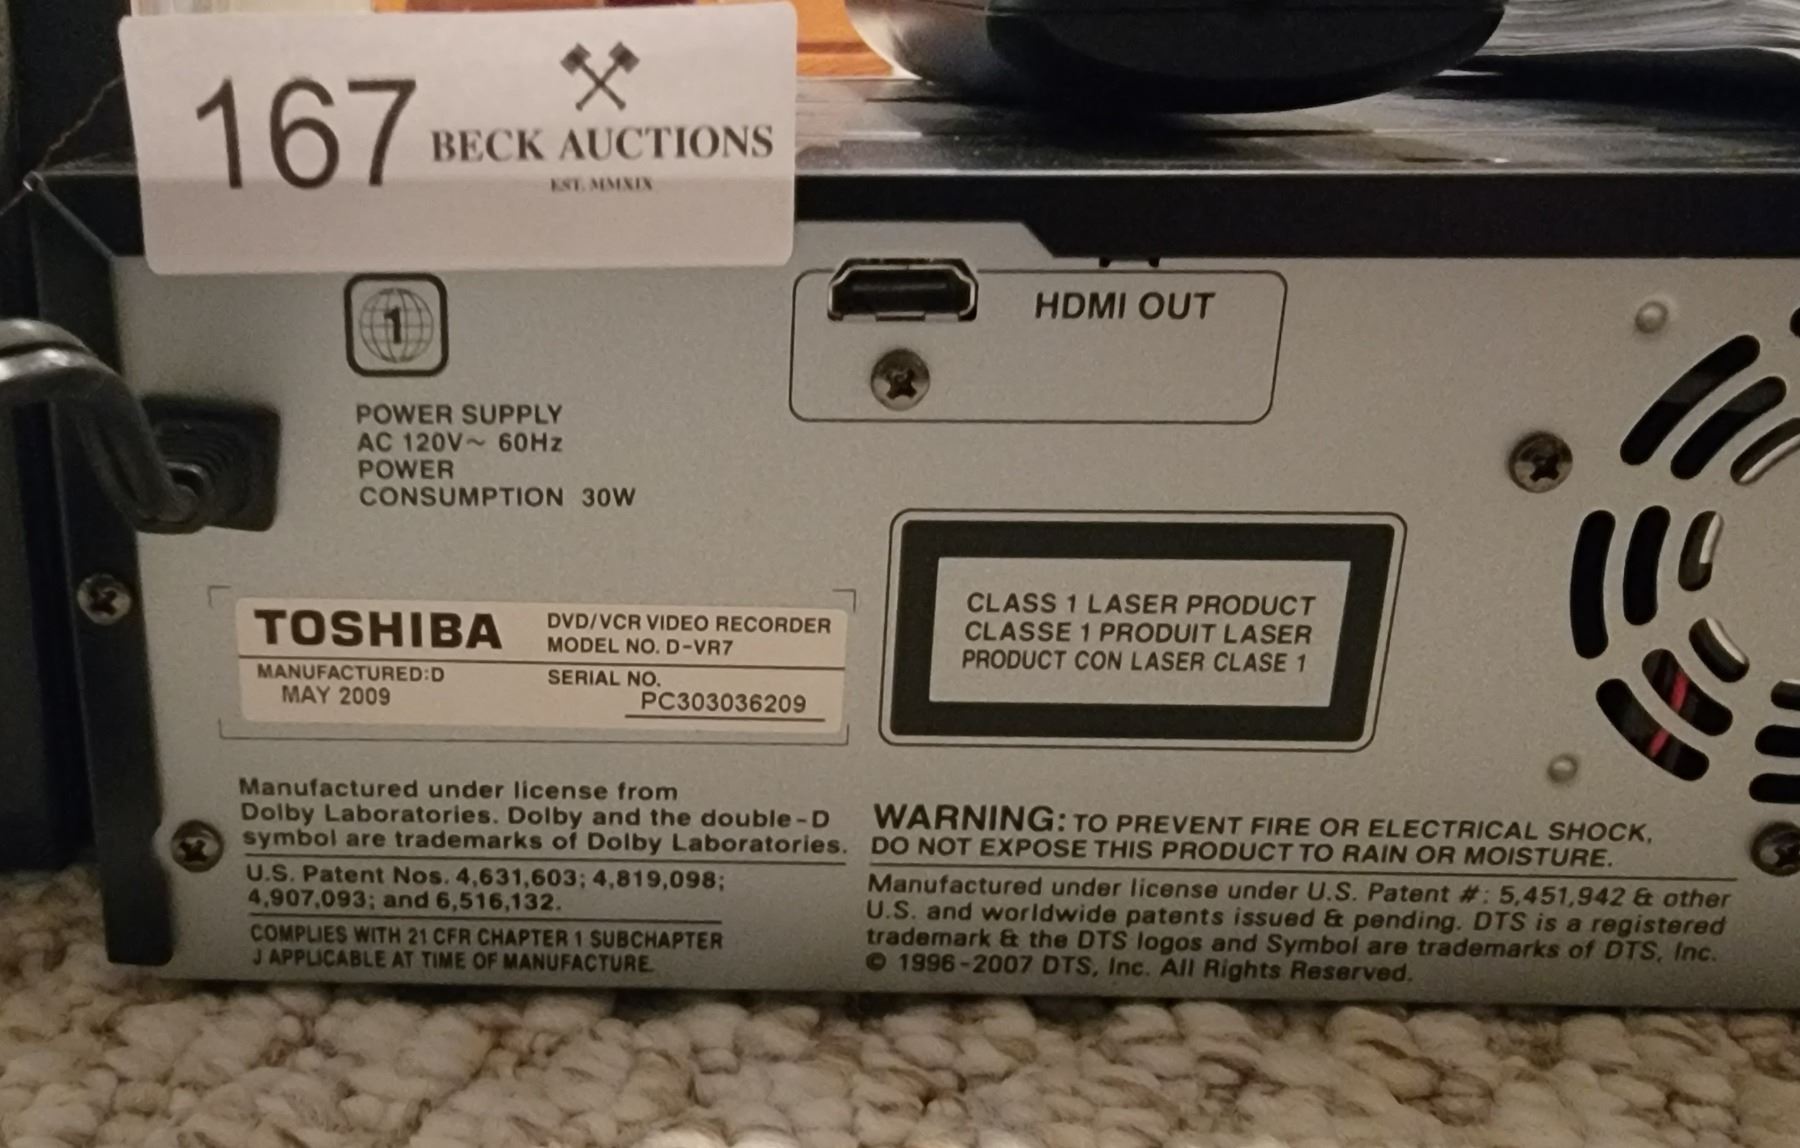 167
BECK AUCTIONS
EST. MMXIX
1
HDMI OUT
POWER SUPPLY
AC 120V~ 60Hz
POWER
CONSUMPTION 30W
TOSHIBA
DVD/VCR VIDEO RECORDER
MODEL NO. D-VR7
MANUFACTURED:D
MAY 2009
SERIAL NO.
PC303036209
CLASS 1 LASER PRODUCT
CLASSE 1 PRODUIT LASER
PRODUCT CON LASER CLASE 1
Manufactured under license from
Dolby Laboratories. Dolby and the double-D
symbol are trademarks of Dolby Laboratories.
U.S. Patent Nos. 4,631,603; 4,819,098;
4,907,093; and 6,516,132.
COMPLIES WITH 21 CFR CHAPTER 1 SUBCHAPTER
J APPLICABLE AT TIME OF MANUFACTURE.
WARNING: TO PREVENT FIRE OR ELECTRICAL SHOCK,
DO NOT EXPOSE THIS PRODUCT TO RAIN OR MOISTURE.
Manufactured under license under U.S. Patent #: 5,451,942 & other
U.S. and worldwide patents issued & pending. DTS is a registered
trademark & the DTS logos and Symbol are trademarks of DTS, Inc.
© 1996-2007 DTS, Inc. All Rights Reserved.